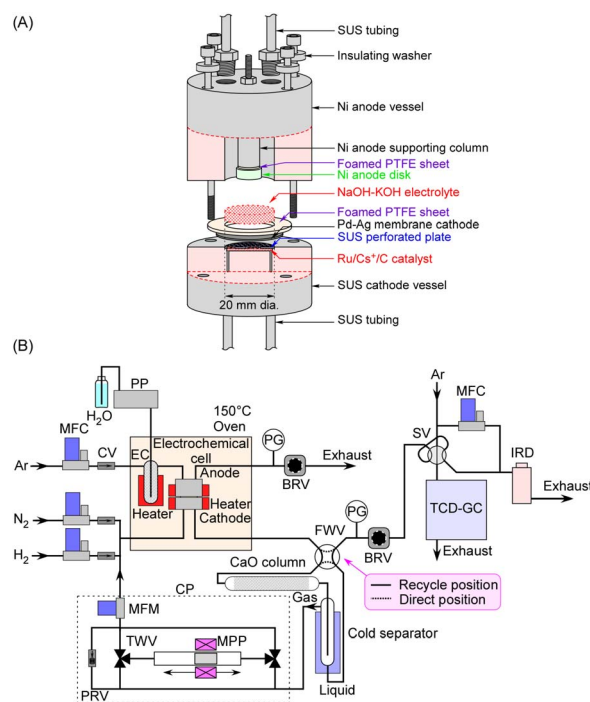 (A)
SUS tubing
Insulating washer
Ni anode vessel
Ni anode supporting column
Foamed PTFE sheet
Ni anode disk
NaOH-KOH electrolyte
Foamed PTFE sheet
Pd-Ag membrane cathode
SUS perforated plate
Ru/Cs⁺/C catalyst
20 mm dia.
SUS cathode vessel
SUS tubing
(B)
PP
H₂O
150°C
Oven
MFC
CV
EC
Electrochemical
cell
Anode
Ar
Heater
Heater
Cathode
PG
BRV
Exhaust
Ar
MFC
SV
IRD
TCD-GC
Exhaust
Exhaust
N₂
H₂
PG
FWV
BRV
CaO column
Recycle position
Direct position
CP
Gas
MFM
Cold separator
TWV
MPP
PRV
Liquid